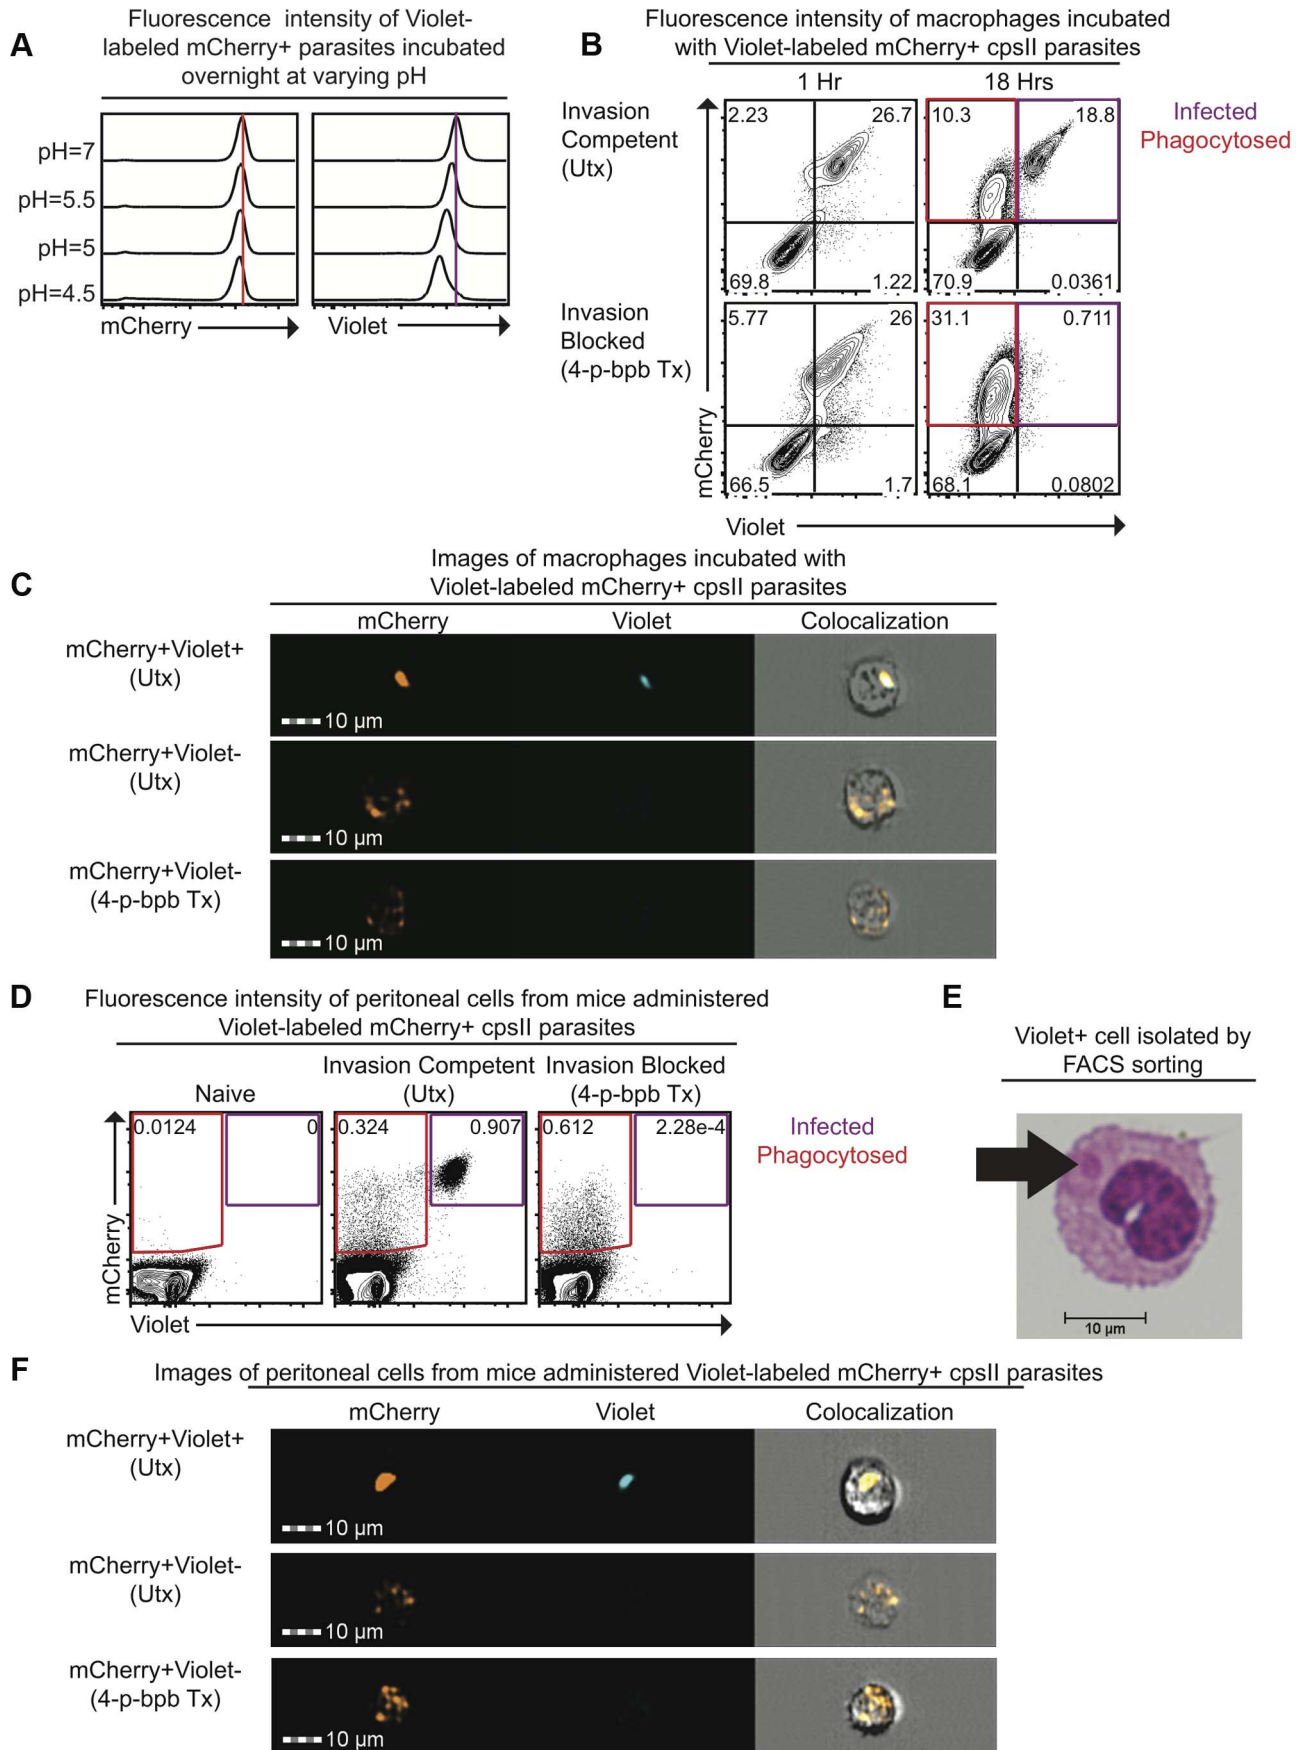 A
Fluorescence intensity of Violet-
labeled mCherry+ parasites incubated
overnight at varying pH
pH=7
pH=5.5
pH=5
pH=4.5
mCherry
Violet
B
Fluorescence intensity of macrophages incubated
with Violet-labeled mCherry+ cpsII parasites
1 Hr
18 Hrs
Invasion
Competent
(Utx)
2.23
26.7
69.8
1.22
10.3
18.8
70.9
0.0361
Infected
Phagocytosed
Invasion
Blocked
(4-p-bpb Tx)
5.77
26
66.5
1.7
31.1
0.711
68.1
0.0802
mCherry
Violet
C
Images of macrophages incubated with
Violet-labeled mCherry+ cpsII parasites
mCherry
Violet
Colocalization
mCherry+Violet+
(Utx)
10 µm
mCherry+Violet-
(Utx)
10 µm
mCherry+Violet-
(4-p-bpb Tx)
10 µm
D
Fluorescence intensity of peritoneal cells from mice administered
Violet-labeled mCherry+ cpsII parasites
Naive
Invasion Competent
(Utx)
Invasion Blocked
(4-p-bpb Tx)
0.0124
0
0.324
0.907
0.612
2.28e-4
Infected
Phagocytosed
mCherry
Violet
E
Violet+ cell isolated by
FACS sorting
10 µm
F
Images of peritoneal cells from mice administered Violet-labeled mCherry+ cpsII parasites
mCherry
Violet
Colocalization
mCherry+Violet+
(Utx)
10 µm
mCherry+Violet-
(Utx)
10 µm
mCherry+Violet-
(4-p-bpb Tx)
10 µm